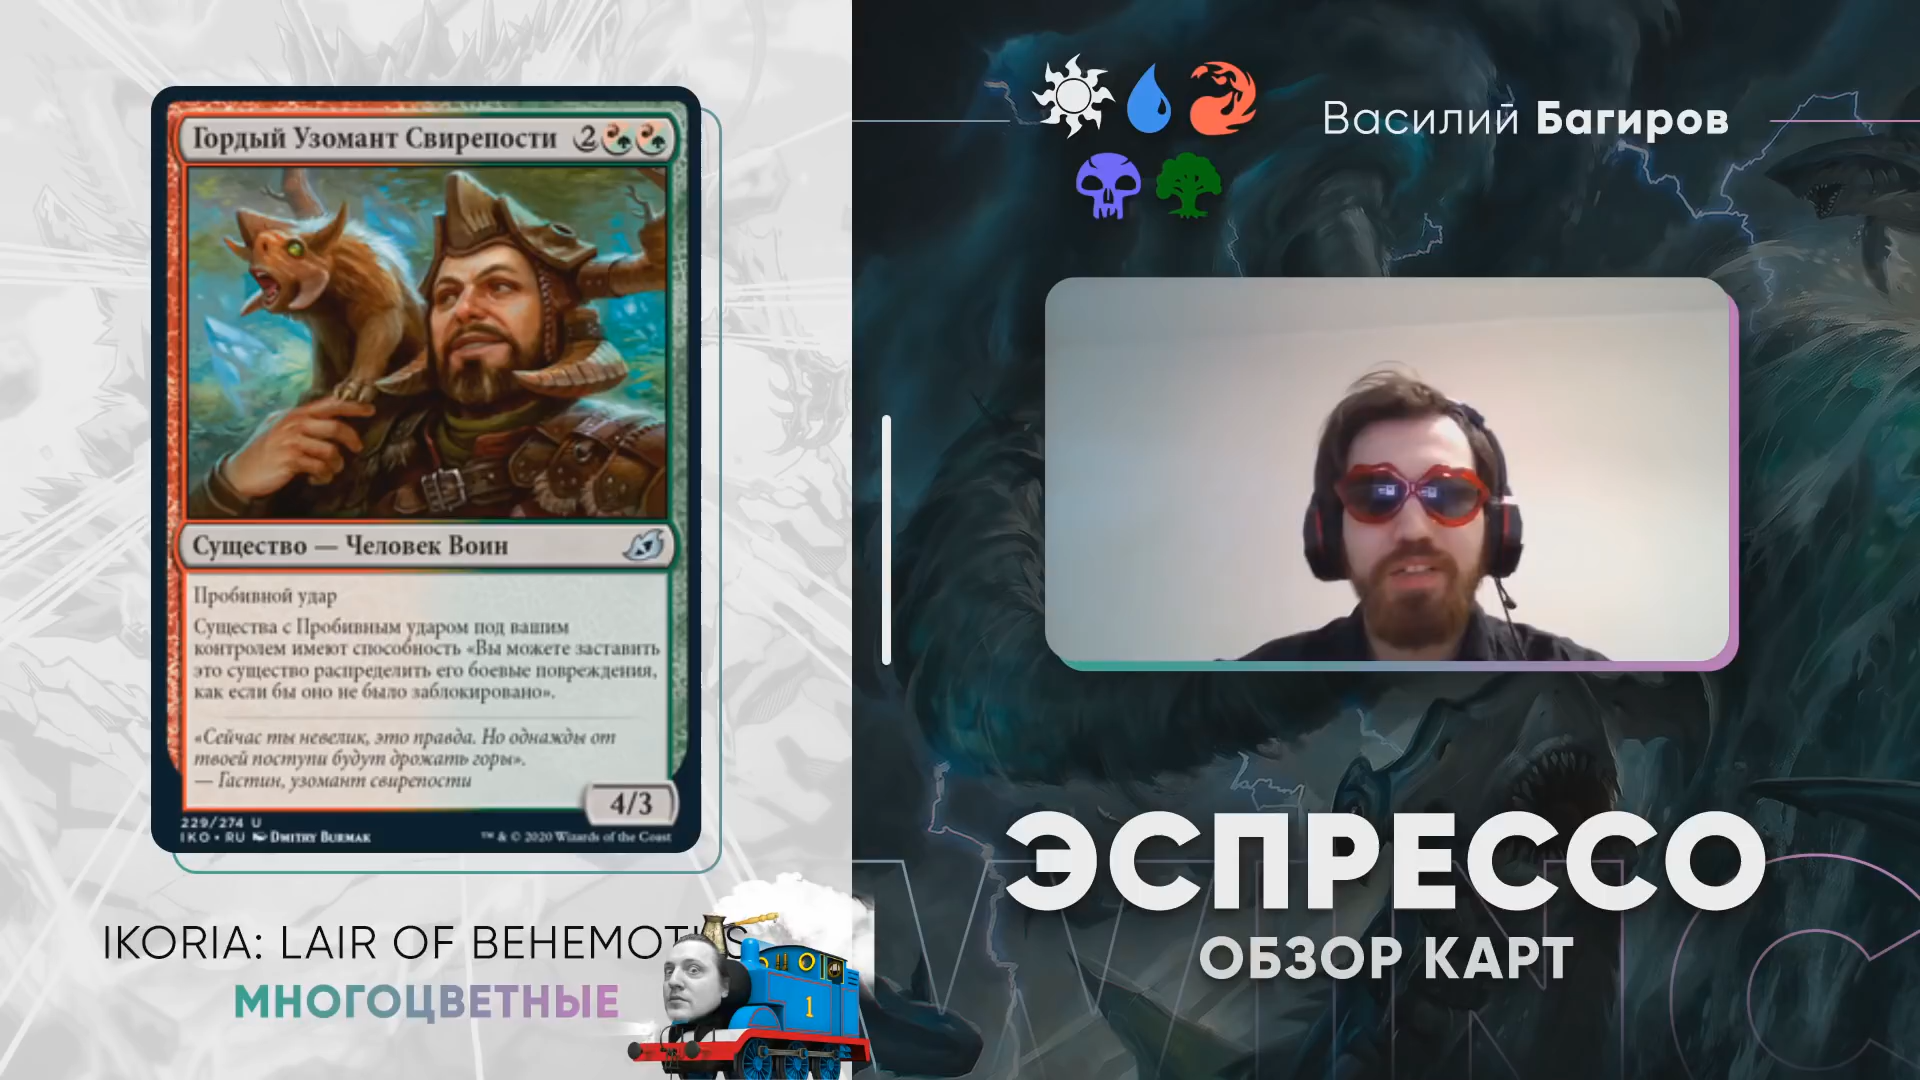 Гордый Узомант Свирепости 2
Существо — Человек Воин
Пробивной удар
Существа с Пробивным ударом под вашим
контролем имеют способность «Вы можете заставить
это существо распределить его боевые повреждения,
как если бы оно не было заблокировано».
«Сейчас ты невелик, это правда. Но однажды от
твоей поступи будут дрожать горы».
— Гастин, узомант свирепости
4/3
229/274 U
IKO • RU DMITRY BURMAK
™ & © 2020 Wizards of the Coast
IKORIA: LAIR OF BEHEMOTHS
МНОГОЦВЕТНЫЕ
1
Василий Багиров
ЭСПРЕССО
ОБЗОР КАРТ
WINC